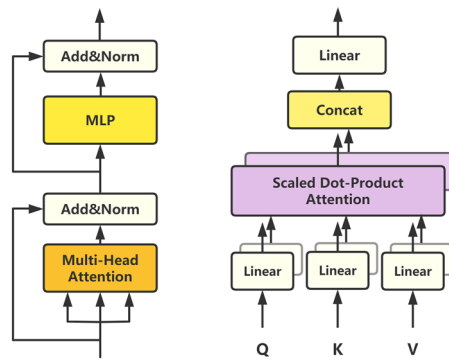 Add&Norm
MLP
Add&Norm
Multi-Head
Attention
Linear
Concat
Scaled Dot-Product
Attention
Linear
Linear
Linear
Q
K
V